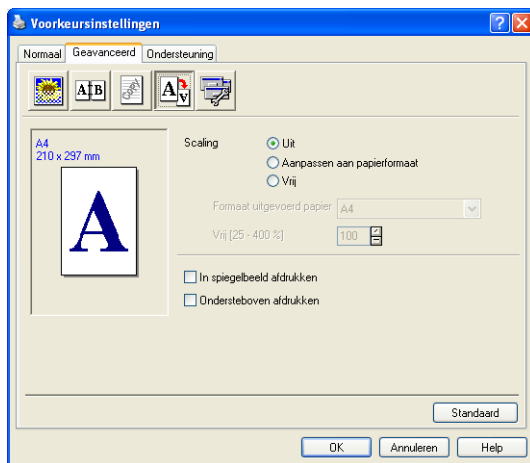 Voorkeursinstellingen
Normaal Geavanceerd Ondersteuning
A4
210 x 297 mm
A
Scaling
Uit
Aanpassen aan papierformaat
Vrij
Formaat uitgevoerd papier A4
Vrij [25 - 400 %] 100
In spiegelbeeld afdrukken
Ondersteboven afdrukken
Standaard
OK Annuleren Help